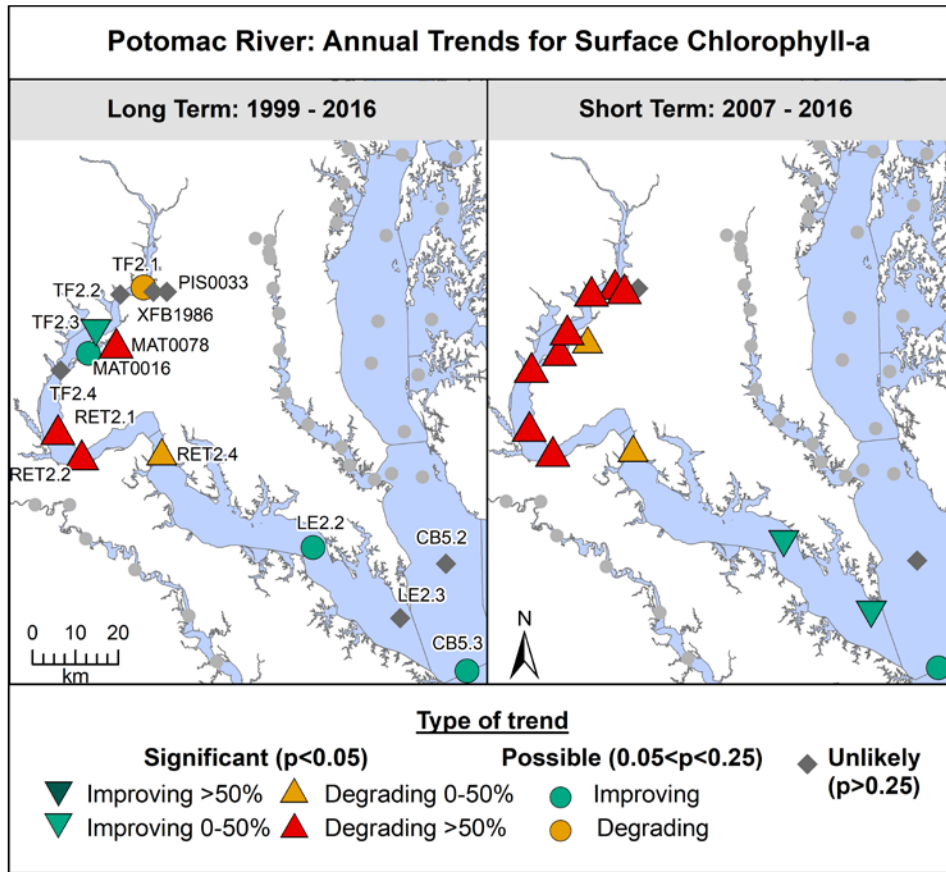 Potomac River: Annual Trends for Surface Chlorophyll-a
Long Term: 1999 - 2016
Short Term: 2007 - 2016
TF2.1
PIS0033
TF2.2
XFB1986
TF2.3
MAT0078
MAT0016
TF2.4
RET2.1
RET2.4
RET2.2
LE2.2
CB5.2
LE2.3
CB5.3
0 10 20
km
N
Type of trend
Significant (p<0.05)
Possible (0.05<p<0.25)
Unlikely
(p>0.25)
Improving >50%
Degrading 0-50%
Improving
Improving 0-50%
Degrading >50%
Degrading